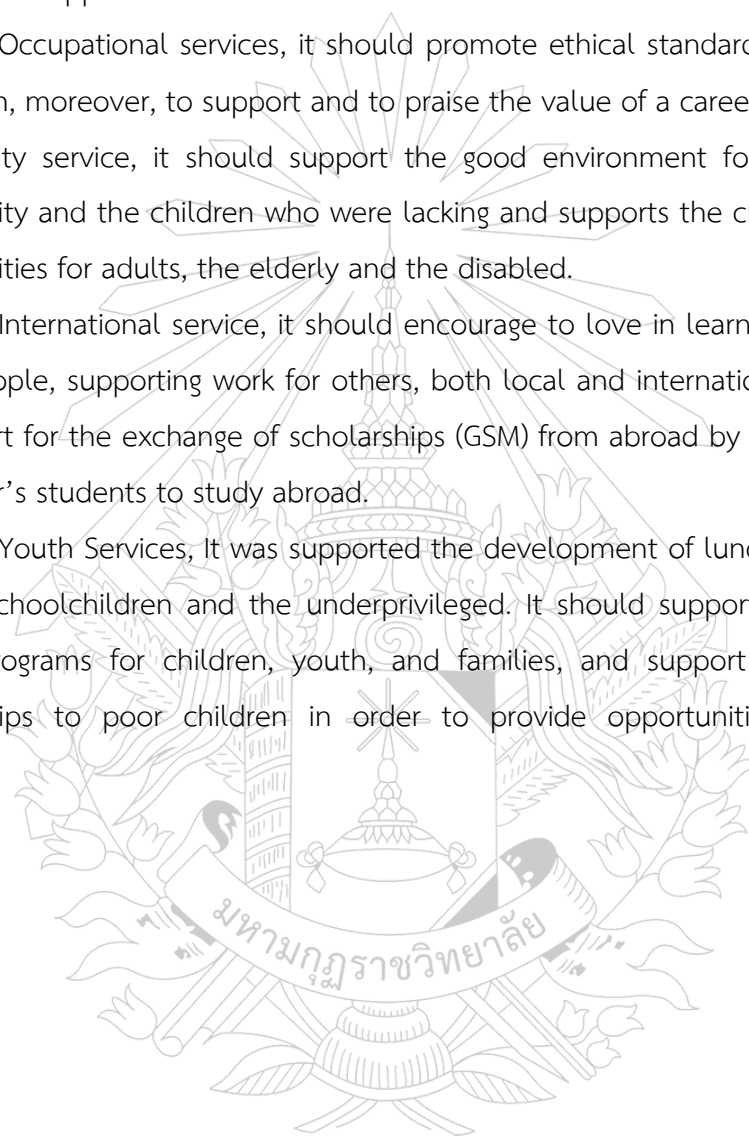 Occupational services, it should promote ethical standard
n, moreover, to support and to praise the value of a caree
ity service, it should support the good environment fo
ity and the children who were lacking and supports the c
ities for adults, the elderly and the disabled.
International service, it should encourage to love in learn
ople, supporting work for others, both local and internatio
rt for the exchange of scholarships (GSM) from abroad by
r's students to study abroad.
Youth Services, It was supported the development of lunc
choolchildren and the underprivileged. It should suppor
rograms for children, youth, and families, and support
hips to poor children in order to provide opportuniti
มหามกุฏราชวิทยาลัย